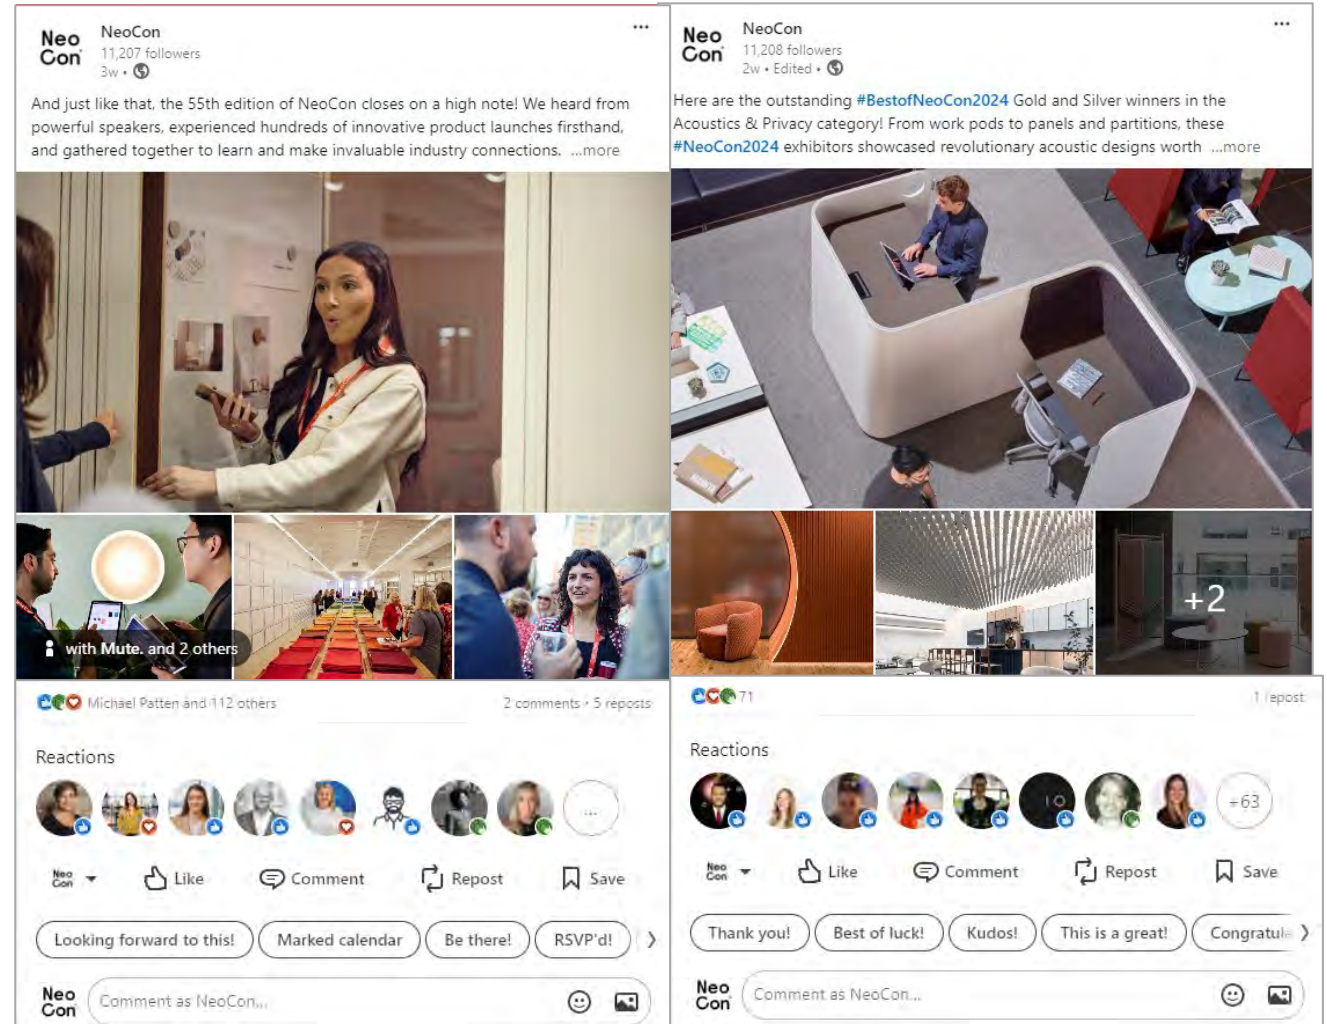 Neo
Con
NeoCon
11,207 followers
3w •
And just like that, the 55th edition of NeoCon closes on a high note! We heard from
powerful speakers, experienced hundreds of innovative product launches firsthand,
and gathered together to learn and make invaluable industry connections. ...more
with Mute. and 2 others
Michael Patten and 112 others
2 comments • 5 reposts
Reactions
...
Neo
Con
Like
Comment
Repost
Save
Looking forward to this!
Marked calendar
Be there!
RSVP'd!
Neo
Con
Comment as NeoCon...
Neo
Con
NeoCon
11,208 followers
2w • Edited •
Here are the outstanding #BestofNeoCon2024 Gold and Silver winners in the
Acoustics & Privacy category! From work pods to panels and partitions, these
#NeoCon2024 exhibitors showcased revolutionary acoustic designs worth ...more
+2
71
1 repost
Reactions
+63
Neo
Con
Like
Comment
Repost
Save
Thank you!
Best of luck!
Kudos!
This is a great!
Congratul
Neo
Con
Comment as NeoCon...